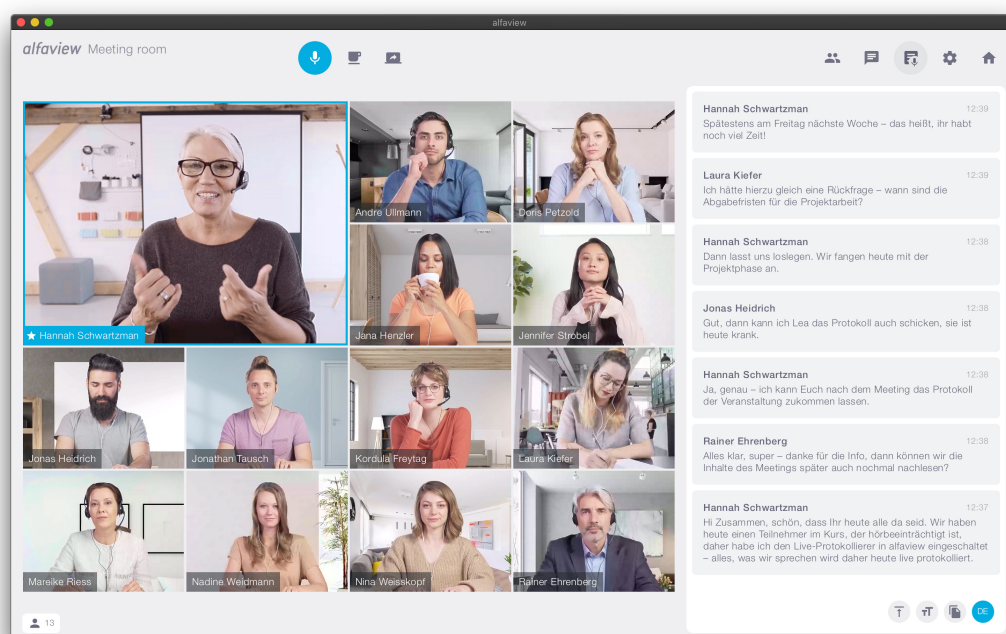 alfaview
alfaview Meeting room
Hannah Schwartzman
Andre Ullmann
Doris Petzold
Jana Henzler
Jennifer Strobel
Jonas Heidrich
Jonathan Tausch
Kordula Freytag
Laura Kiefer
Mareike Riess
Nadine Weidmann
Nina Weisskopf
Rainer Ehrenberg
13
Hannah Schwartzman 12:39
Spätestens am Freitag nächste Woche – das heißt, ihr habt
noch viel Zeit!
Laura Kiefer 12:39
Ich hätte hierzu gleich eine Rückfrage – wann sind die
Abgabefristen für die Projektarbeit?
Hannah Schwartzman 12:38
Dann lasst uns loslegen. Wir fangen heute mit der
Projektphase an.
Jonas Heidrich 12:38
Gut, dann kann ich Lea das Protokoll auch schicken, sie ist
heute krank.
Hannah Schwartzman 12:38
Ja, genau – ich kann Euch nach dem Meeting das Protokoll
der Veranstaltung zukommen lassen.
Rainer Ehrenberg 12:38
Alles klar, super – danke für die Info, dann können wir die
Inhalte des Meetings später auch nochmal nachlesen?
Hannah Schwartzman 12:37
Hi Zusammen, schön, dass Ihr heute alle da seid. Wir haben
heute einen Teilnehmer im Kurs, der hörbeeinträchtigt ist,
daher habe ich den Live-Protokollierer in alfaview eingeschaltet
– alles, was wir sprechen wird daher heute live protokolliert.
DE